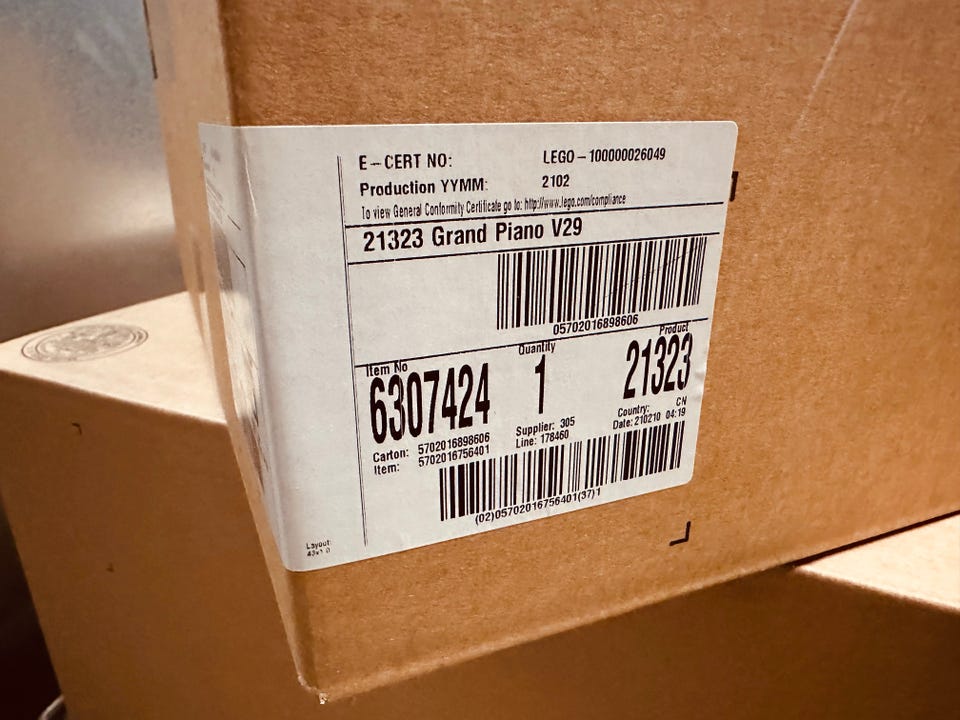 E-CERT NO: LEGO-100000026049
Production YYMM: 2102
To view General Conformity Certificate go to: http://www.lego.com/compliance
21323 Grand Piano V29
05702016898606
Item No Quantity Product
6307424 1 21323
Carton: 5702016898606 Supplier: 305 Country: CN
Item: 5702016756401 Line: 178460 Date: 210210 04:19
(02)05702016756401(37)1
Layout: